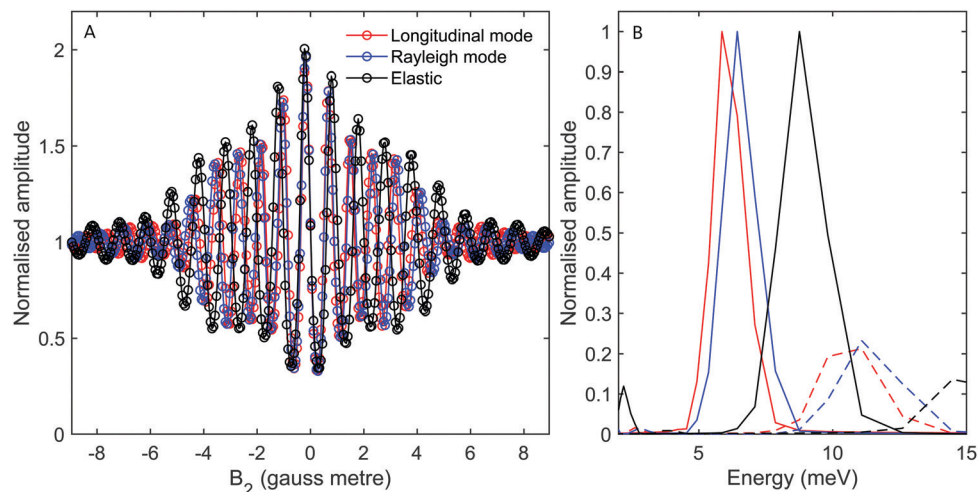 A
Longitudinal mode
Rayleigh mode
Elastic
Normalised amplitude
2
1.5
1
0.5
0
-8 -6 -4 -2 0 2 4 6 8
B2 (gauss metre)
B
Normalised amplitude
1
0.9
0.8
0.7
0.6
0.5
0.4
0.3
0.2
0.1
0
5 10 15
Energy (meV)